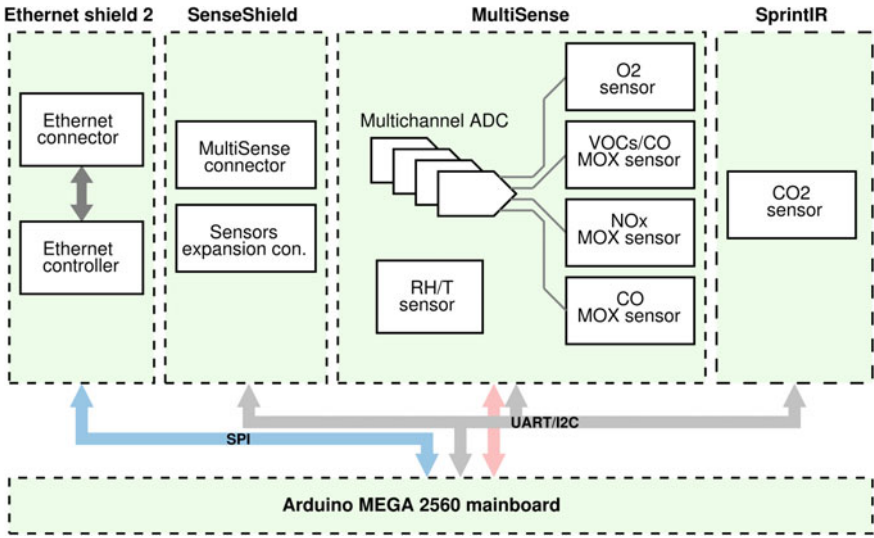 Ethernet shield 2
SenseShield
MultiSense
SprintIR
Ethernet
connector
Ethernet
controller
MultiSense
connector
Sensors
expansion con.
Multichannel ADC
RH/T
sensor
O2
sensor
VOCs/CO
MOX sensor
NOx
MOX sensor
CO
MOX sensor
CO2
sensor
SPI
UART/I2C
Arduino MEGA 2560 mainboard